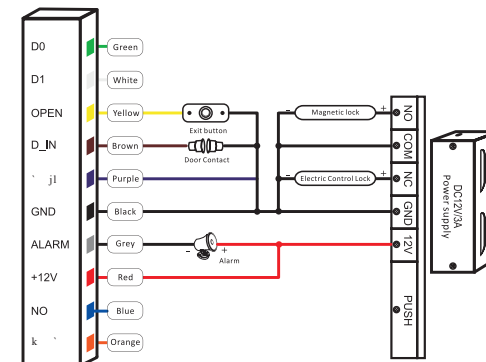 D0
Green
D1
White
OPEN
Yellow
Exit button
D_IN
Brown
Door Contact
Purple
GND
Black
ALARM
Grey
- +
Alarm
+12V
Red
NO
Blue
k `
Orange
- Magnetic lock +
- Electric Control Lock +
NO
COM
NC
GND
12V
PUSH
DC12V/3A
Power supply